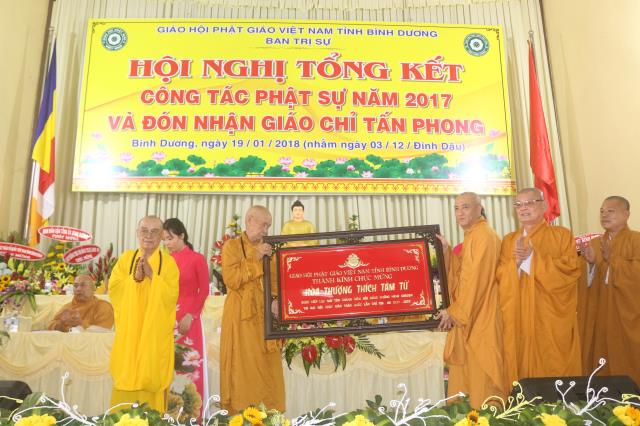 GIÁO HỘI PHẬT GIÁO VIỆT NAM TỈNH BÌNH DƯƠNG
BAN TRỊ SỰ
HỘI NGHỊ TỔNG KẾT
CÔNG TÁC PHẬT SỰ NĂM 2017
VÀ ĐÓN NHẬN GIÁO CHỈ TẤN PHONG
Bình Dương, ngày 19/01/2018 (nhằm ngày 03/12/Đinh Dậu)
GIÁO HỘI PHẬT GIÁO VIỆT NAM TỈNH BÌNH DƯƠNG
THÀNH KÍNH CHÚC MỪNG
HÒA THƯỢNG THÍCH TÂM TỪ